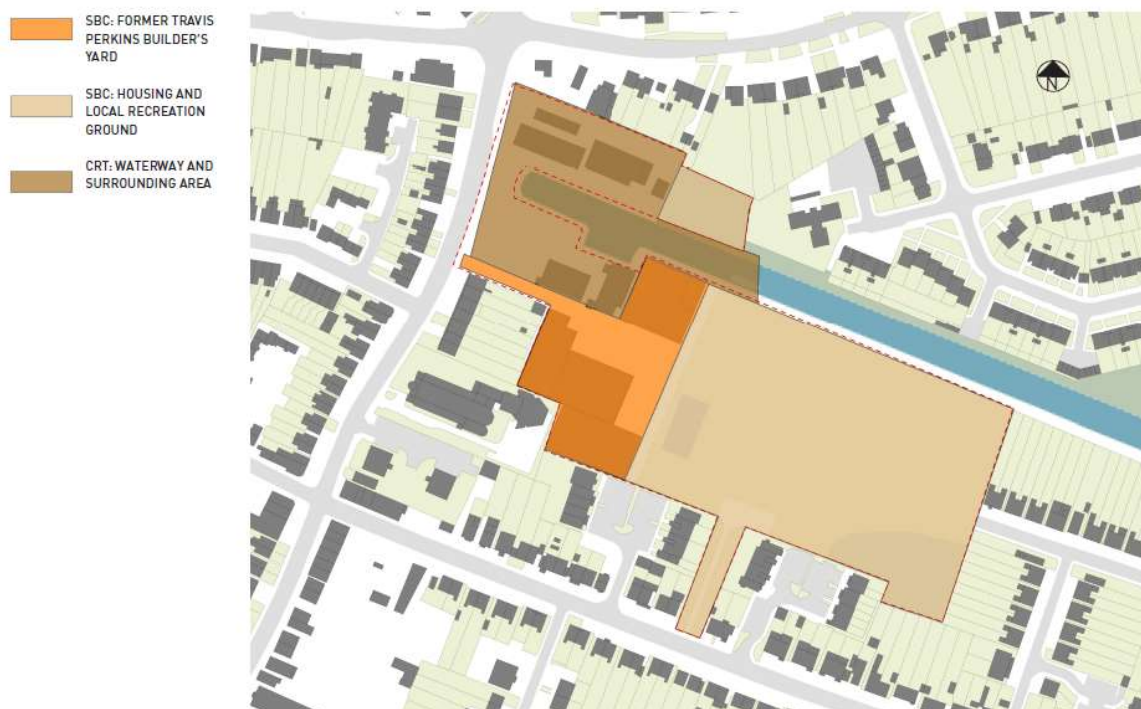 SBC: FORMER TRAVIS
PERKINS BUILDER'S
YARD
SBC: HOUSING AND
LOCAL RECREATION
GROUND
CRT: WATERWAY AND
SURROUNDING AREA
N